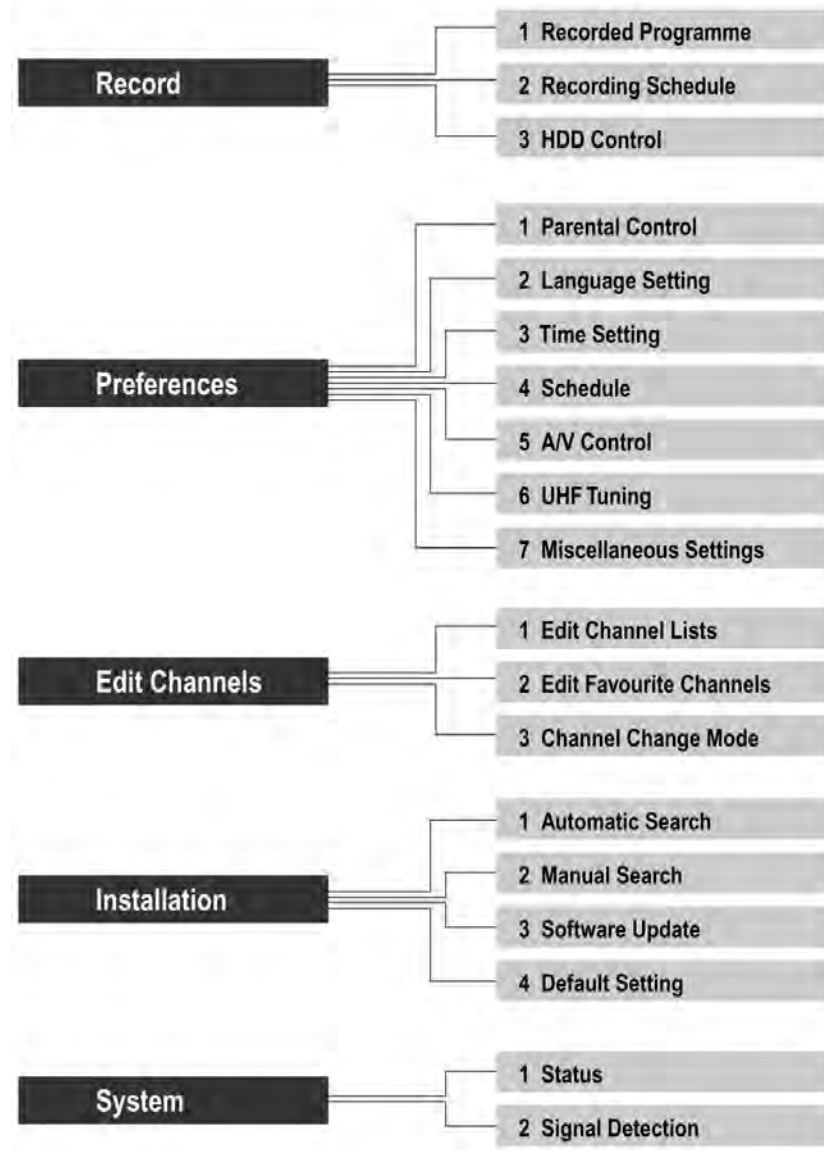 Record
1 Recorded Programme
2 Recording Schedule
3 HDD Control
Preferences
1 Parental Control
2 Language Setting
3 Time Setting
4 Schedule
5 A/V Control
6 UHF Tuning
7 Miscellaneous Settings
Edit Channels
1 Edit Channel Lists
2 Edit Favourite Channels
3 Channel Change Mode
Installation
1 Automatic Search
2 Manual Search
3 Software Update
4 Default Setting
System
1 Status
2 Signal Detection